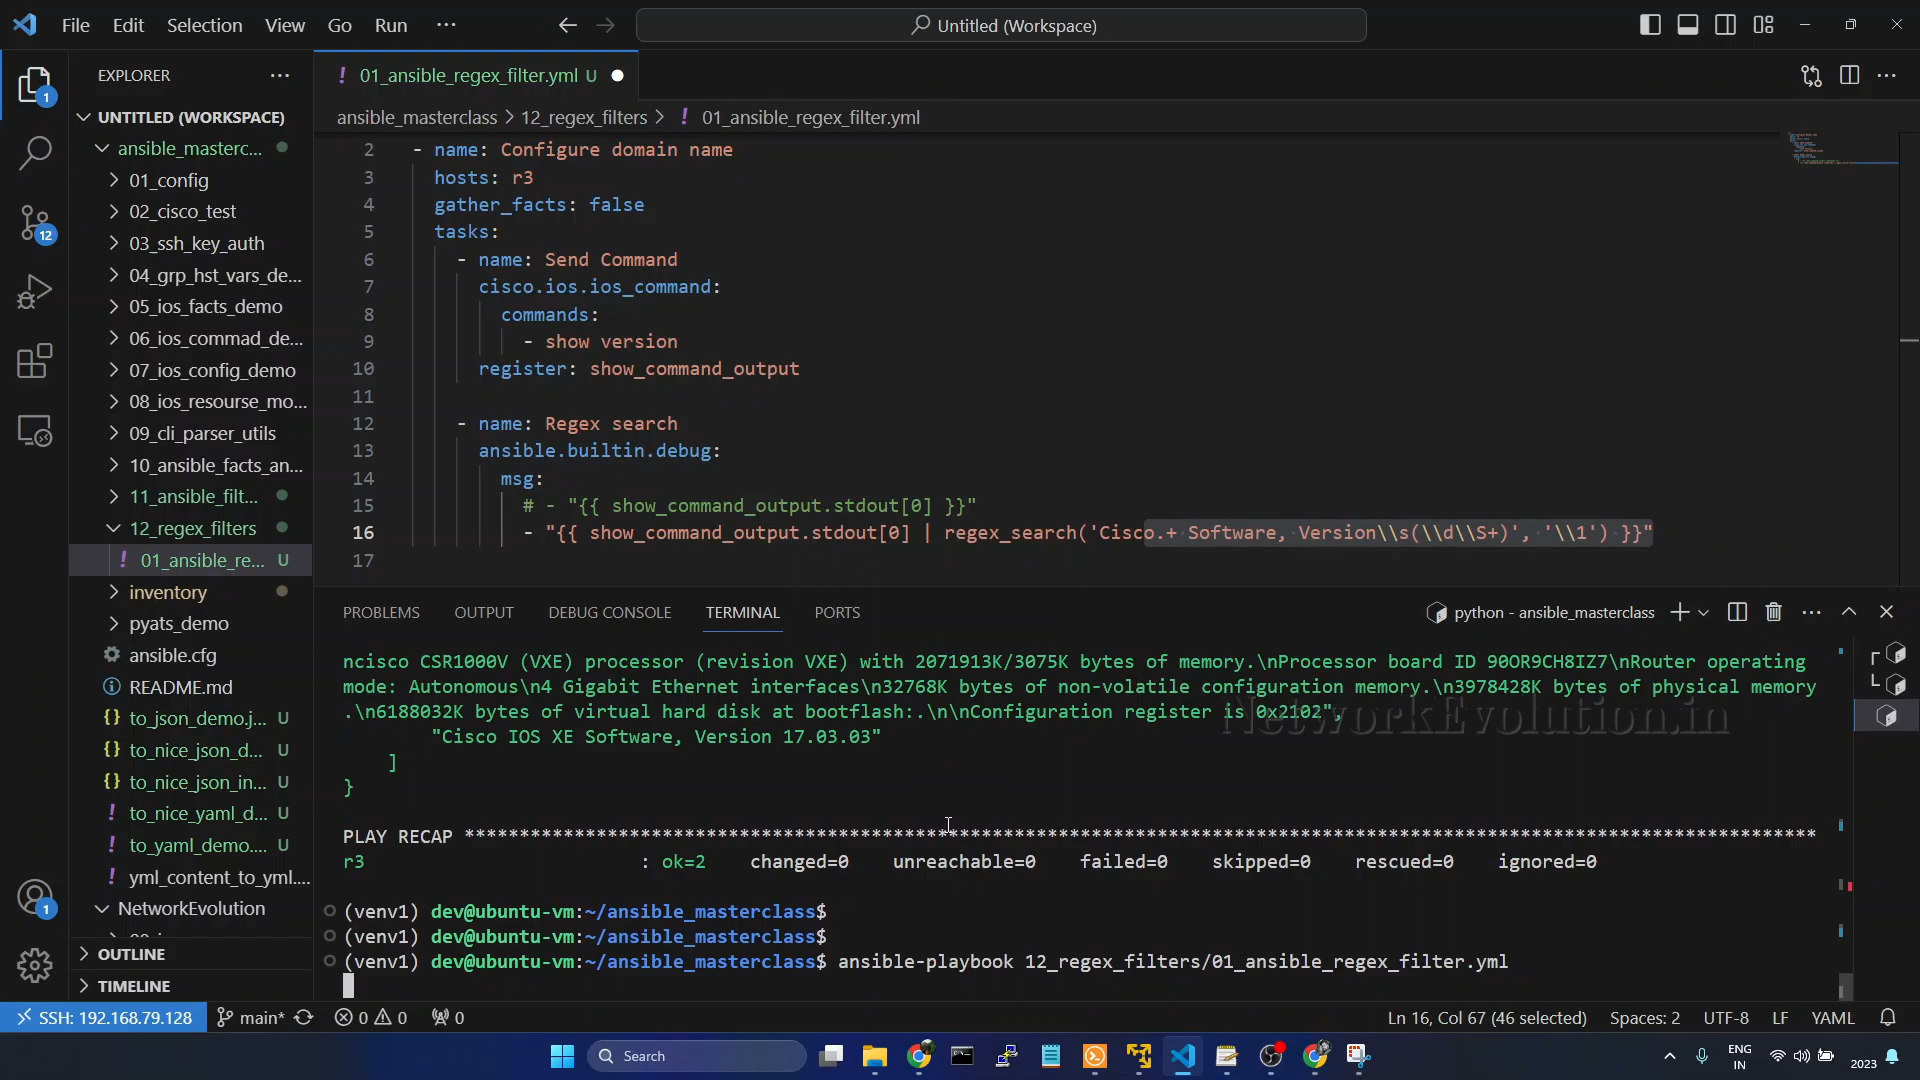 File Edit Selection View Go Run ··· Untitled (Workspace)
EXPLORER ···
! 01_ansible_regex_filter.yml U
ansible_masterclass > 12_regex_filters > ! 01_ansible_regex_filter.yml
UNTITLED (WORKSPACE)
ansible_masterc...
01_config
02_cisco_test
03_ssh_key_auth
04_grp_hst_vars_de...
05_ios_facts_demo
06_ios_commad_de...
07_ios_config_demo
08_ios_resourse_mo...
09_cli_parser_utils
10_ansible_facts_an...
11_ansible_filt...
12_regex_filters
! 01_ansible_re... U
inventory
pyats_demo
ansible.cfg
README.md
{} to_json_demo.j... U
{} to_nice_json_d... U
{} to_nice_json_in... U
! to_nice_yaml_d... U
! to_yaml_demo.... U
! yml_content_to_yml....
NetworkEvolution
OUTLINE
TIMELINE
1
12
1
2 - name: Configure domain name
3 hosts: r3
4 gather_facts: false
5 tasks:
6 - name: Send Command
7 cisco.ios.ios_command:
8 commands:
9 - show version
10 register: show_command_output
11
12 - name: Regex search
13 ansible.builtin.debug:
14 msg:
15 # - "{{ show_command_output.stdout[0] }}"
16 - "{{ show_command_output.stdout[0] | regex_search('Cisco.+ Software, Version\\s(\\d\\S+)', '\\1') }}"
17
PROBLEMS OUTPUT DEBUG CONSOLE TERMINAL PORTS python - ansible_masterclass
ncisco CSR1000V (VXE) processor (revision VXE) with 2071913K/3075K bytes of memory.\nProcessor board ID 90OR9CH8IZ7\nRouter operating
mode: Autonomous\n4 Gigabit Ethernet interfaces\n32768K bytes of non-volatile configuration memory.\n3978428K bytes of physical memory
.\n6188032K bytes of virtual hard disk at bootflash:.\n\nConfiguration register is 0x2102",
NetworkEvolution.in
"Cisco IOS XE Software, Version 17.03.03"
]
}
PLAY RECAP ***************************************************************************************************************************
r3 : ok=2 changed=0 unreachable=0 failed=0 skipped=0 rescued=0 ignored=0
(venv1) dev@ubuntu-vm:~/ansible_masterclass$
(venv1) dev@ubuntu-vm:~/ansible_masterclass$
(venv1) dev@ubuntu-vm:~/ansible_masterclass$ ansible-playbook 12_regex_filters/01_ansible_regex_filter.yml
SSH: 192.168.79.128 main* 0 0 0 Ln 16, Col 67 (46 selected) Spaces: 2 UTF-8 LF YAML
Search ENG
IN 2023